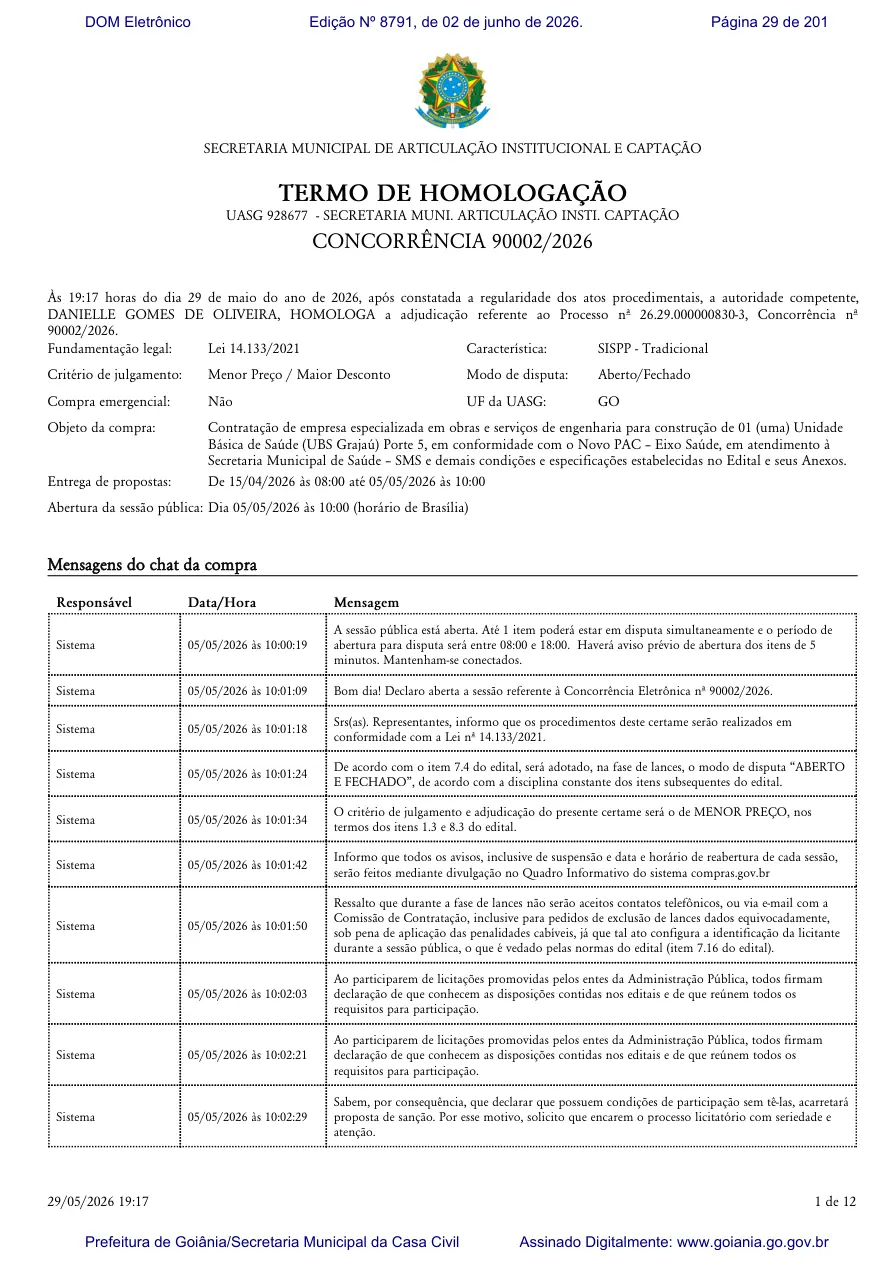 DOM Eletrônico Edição Nº 8791, de 02 de junho de 2026. Página 29 de 201
SECRETARIA MUNICIPAL DE ARTICULAÇÃO INSTITUCIONAL E CAPTAÇÃO
TERMO DE HOMOLOGAÇÃO
UASG 928677 - SECRETARIA MUNI. ARTICULAÇÃO INSTI. CAPTAÇÃO
CONCORRÊNCIA 90002/2026
Às 19:17 horas do dia 29 de maio do ano de 2026, após constatada a regularidade dos atos procedimentais, a autoridade competente,
DANIELLE GOMES DE OLIVEIRA, HOMOLOGA a adjudicação referente ao Processo nª 26.29.000000830-3, Concorrência nª
90002/2026.
Fundamentação legal: Lei 14.133/2021 Característica: SISPP - Tradicional
Critério de julgamento: Menor Preço / Maior Desconto Modo de disputa: Aberto/Fechado
Compra emergencial: Não UF da UASG: GO
Objeto da compra: Contratação de empresa especializada em obras e serviços de engenharia para construção de 01 (uma) Unidade
Básica de Saúde (UBS Grajaú) Porte 5, em conformidade com o Novo PAC – Eixo Saúde, em atendimento à
Secretaria Municipal de Saúde – SMS e demais condições e especificações estabelecidas no Edital e seus Anexos.
Entrega de propostas: De 15/04/2026 às 08:00 até 05/05/2026 às 10:00
Abertura da sessão pública: Dia 05/05/2026 às 10:00 (horário de Brasília)
Mensagens do chat da compra
Responsável Data/Hora Mensagem
Sistema 05/05/2026 às 10:00:19 A sessão pública está aberta. Até 1 item poderá estar em disputa simultaneamente e o período de
abertura para disputa será entre 08:00 e 18:00. Haverá aviso prévio de abertura dos itens de 5
minutos. Mantenham-se conectados.
Sistema 05/05/2026 às 10:01:09 Bom dia! Declaro aberta a sessão referente à Concorrência Eletrônica nª 90002/2026.
Sistema 05/05/2026 às 10:01:18 Srs(as). Representantes, informo que os procedimentos deste certame serão realizados em
conformidade com a Lei nª 14.133/2021.
Sistema 05/05/2026 às 10:01:24 De acordo com o item 7.4 do edital, será adotado, na fase de lances, o modo de disputa “ABERTO
E FECHADO”, de acordo com a disciplina constante dos itens subsequentes do edital.
Sistema 05/05/2026 às 10:01:34 O critério de julgamento e adjudicação do presente certame será o de MENOR PREÇO, nos
termos dos itens 1.3 e 8.3 do edital.
Sistema 05/05/2026 às 10:01:42 Informo que todos os avisos, inclusive de suspensão e data e horário de reabertura de cada sessão,
serão feitos mediante divulgação no Quadro Informativo do sistema compras.gov.br
Sistema 05/05/2026 às 10:01:50 Ressalto que durante a fase de lances não serão aceitos contatos telefônicos, ou via e-mail com a
Comissão de Contratação, inclusive para pedidos de exclusão de lances dados equivocadamente,
sob pena de aplicação das penalidades cabíveis, já que tal ato configura a identificação da licitante
durante a sessão pública, o que é vedado pelas normas do edital (item 7.16 do edital).
Sistema 05/05/2026 às 10:02:03 Ao participarem de licitações promovidas pelos entes da Administração Pública, todos firmam
declaração de que conhecem as disposições contidas nos editais e de que reúnem todos os
requisitos para participação.
Sistema 05/05/2026 às 10:02:21 Ao participarem de licitações promovidas pelos entes da Administração Pública, todos firmam
declaração de que conhecem as disposições contidas nos editais e de que reúnem todos os
requisitos para participação.
Sistema 05/05/2026 às 10:02:29 Sabem, por consequência, que declarar que possuem condições de participação sem tê-las, acarretará
proposta de sanção. Por esse motivo, solicito que encarem o processo licitatório com seriedade e
atenção.
29/05/2026 19:17 1 de 12
Prefeitura de Goiânia/Secretaria Municipal da Casa Civil Assinado Digitalmente: www.goiania.go.gov.br